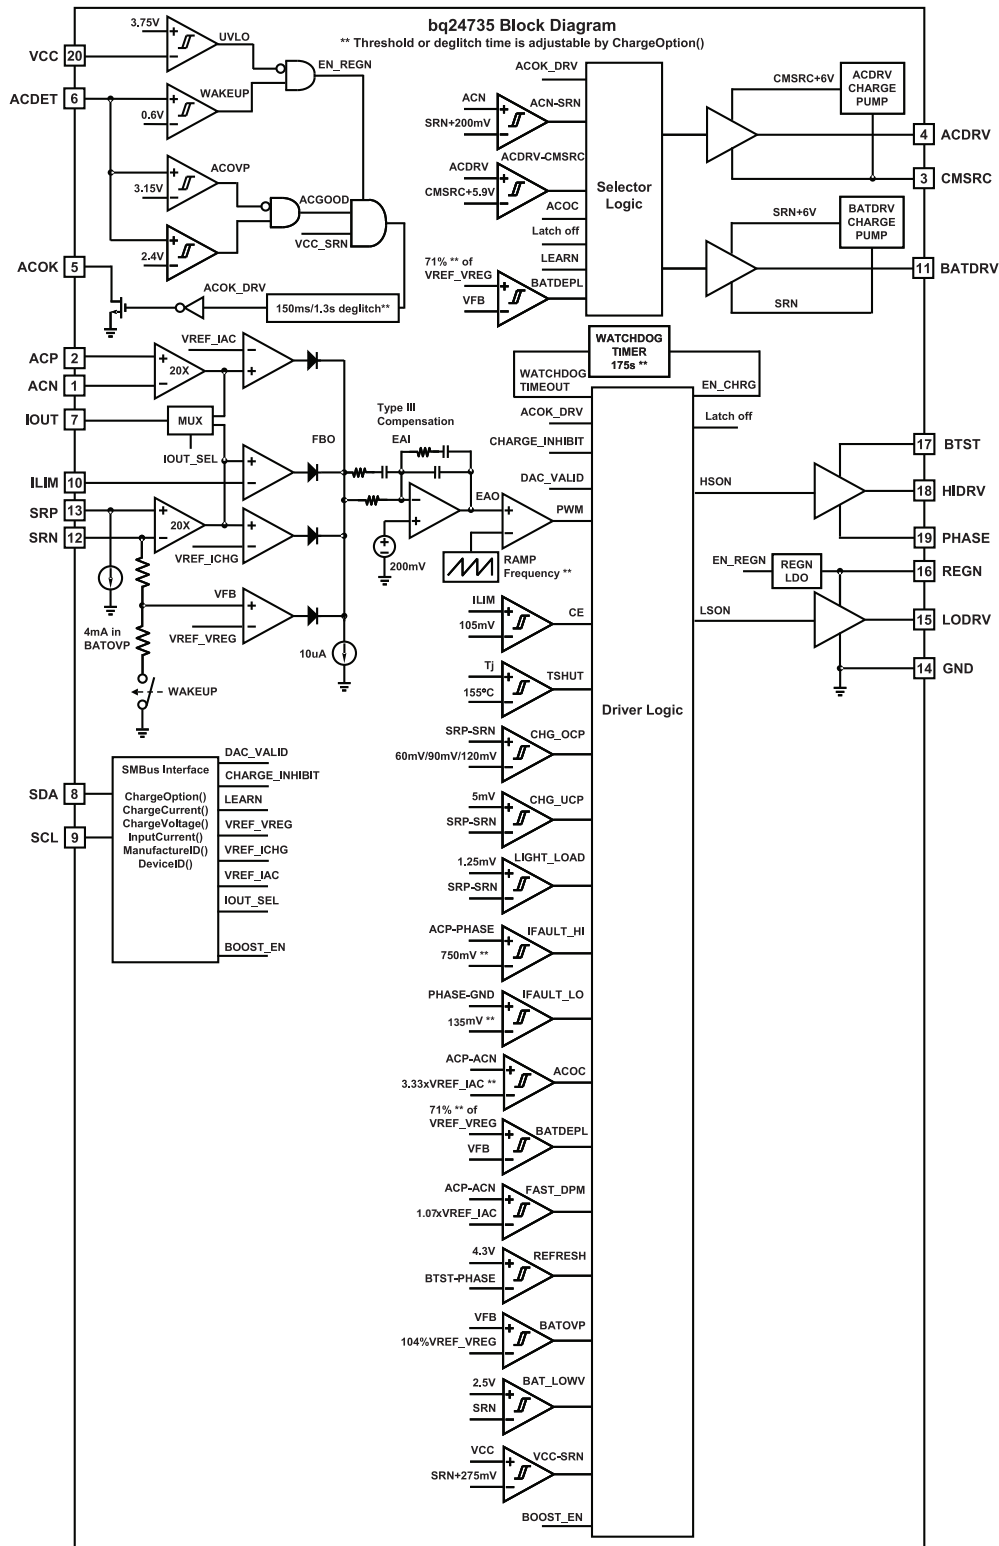 bq24735 Block Diagram
** Threshold or deglitch time is adjustable by ChargeOption()
3.75V
UVLO
VCC 20
EN_REGN
ACDET 6
WAKEUP
0.6V
ACOVP
3.15V
ACGOOD
VCC_SRN
2.4V
ACOK 5
ACOK_DRV
150ms/1.3s deglitch**
ACOK_DRV
ACN
ACN-SRN
SRN+200mV
ACDRV-CMSRC
ACDRV
CMSRC+5.9V
ACOC
Latch off
LEARN
71% ** of
VREF_VREG
BATDEPL
VFB
Selector
Logic
CMSRC+6V
ACDRV
CHARGE
PUMP
4 ACDRV
3 CMSRC
SRN+6V
BATDRV
CHARGE
PUMP
11 BATDRV
SRN
VREF_IAC
ACP 2
20X
ACN 1
IOUT 7
MUX
IOUT_SEL
FBO
ILIM 10
SRP 13
20X
SRN 12
VREF_ICHG
VFB
4mA in
BATOVP
VREF_VREG
10uA
WAKEUP
Type III
Compensation
EAI
EAO
200mV
PWM
RAMP
Frequency **
WATCHDOG
TIMER
175s **
WATCHDOG
TIMEOUT
EN_CHRG
ACOK_DRV
Latch off
CHARGE_INHIBIT
DAC_VALID
17 BTST
HSON
18 HIDRV
19 PHASE
EN_REGN
REGN
LDO
16 REGN
LSON
15 LODRV
14 GND
Driver Logic
ILIM
CE
105mV
Tj
TSHUT
155°C
SRP-SRN
CHG_OCP
60mV/90mV/120mV
5mV
CHG_UCP
SRP-SRN
1.25mV
LIGHT_LOAD
SRP-SRN
ACP-PHASE
IFAULT_HI
750mV **
PHASE-GND
IFAULT_LO
135mV **
ACP-ACN
ACOC
3.33xVREF_IAC **
71% ** of
VREF_VREG
BATDEPL
VFB
ACP-ACN
FAST_DPM
1.07xVREF_IAC
4.3V
REFRESH
BTST-PHASE
VFB
BATOVP
104%VREF_VREG
2.5V
BAT_LOWV
SRN
VCC
VCC-SRN
SRN+275mV
BOOST_EN
SDA 8
SCL 9
SMBus Interface
ChargeOption()
ChargeCurrent()
ChargeVoltage()
InputCurrent()
ManufactureID()
DeviceID()
DAC_VALID
CHARGE_INHIBIT
LEARN
VREF_VREG
VREF_ICHG
VREF_IAC
IOUT_SEL
BOOST_EN